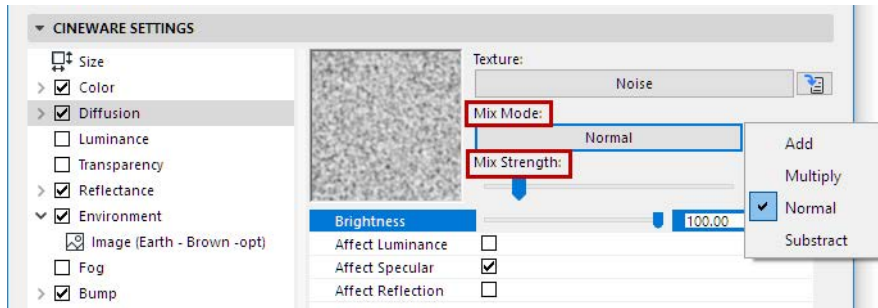 CINEWARE SETTINGS
Size
Color
Diffusion
Luminance
Transparency
Reflectance
Environment
Image (Earth - Brown -opt)
Fog
Bump
Texture:
Noise
Mix Mode:
Normal
Mix Strength:
Brightness
100.00
Affect Luminance
Affect Specular
Affect Reflection
Add
Multiply
Normal
Substract